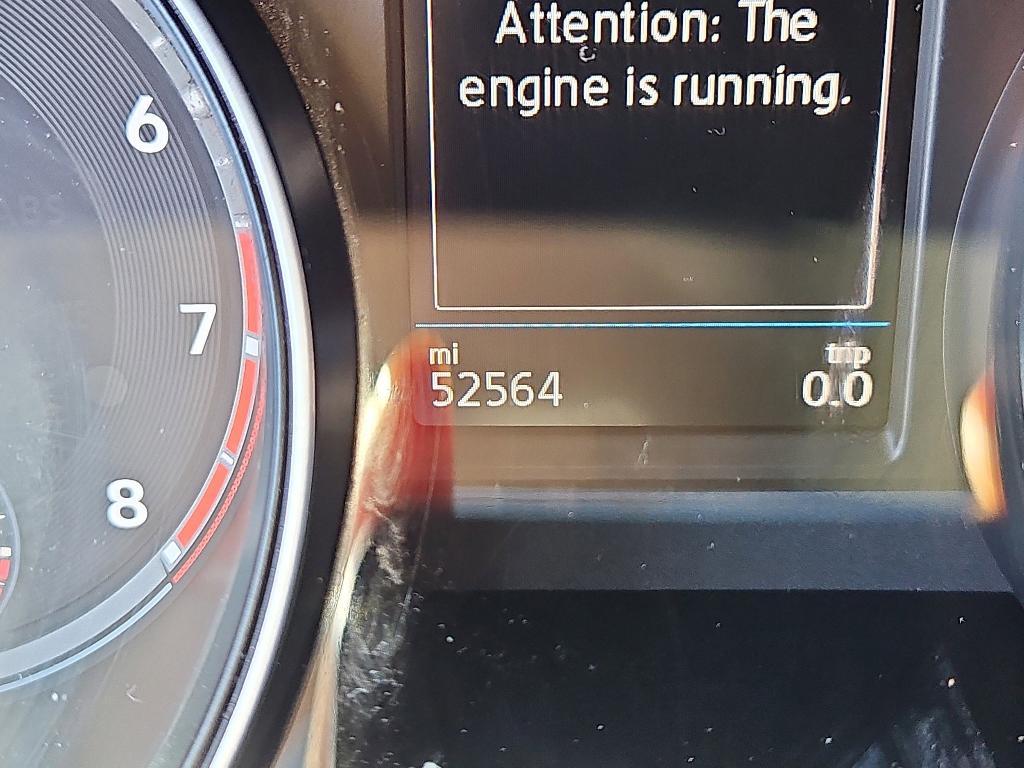 Attention: The
engine is running.
6
7
8
mi
trip
52564
0.0